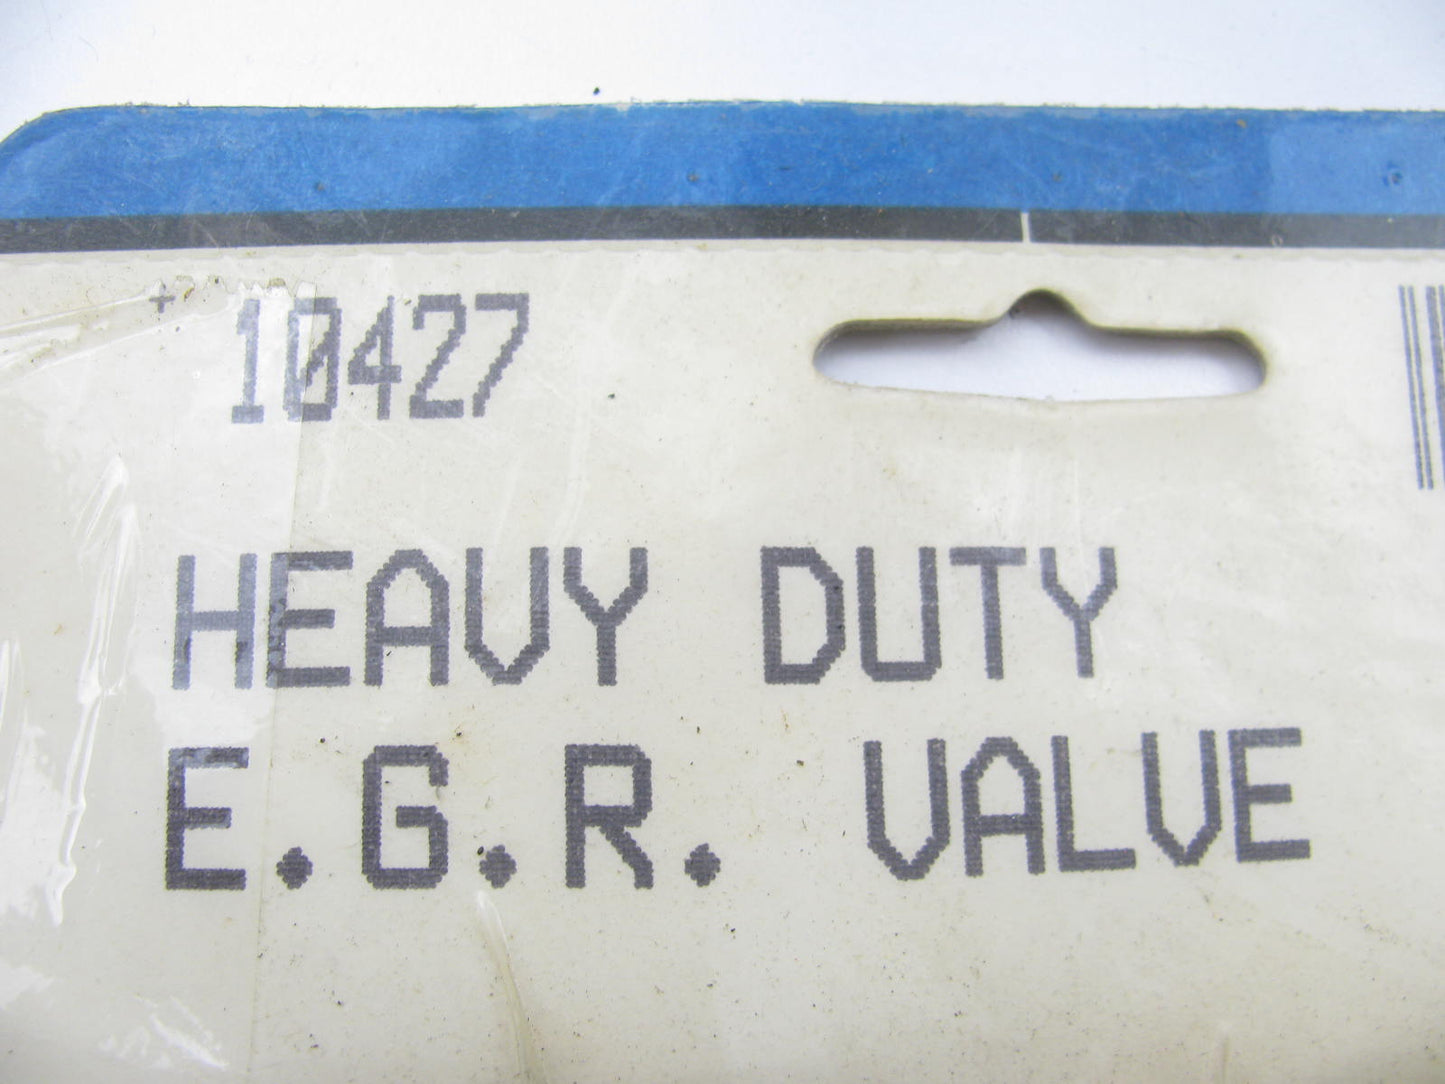 + 10427
HEAVY DUTY
E.G.R. VALVE